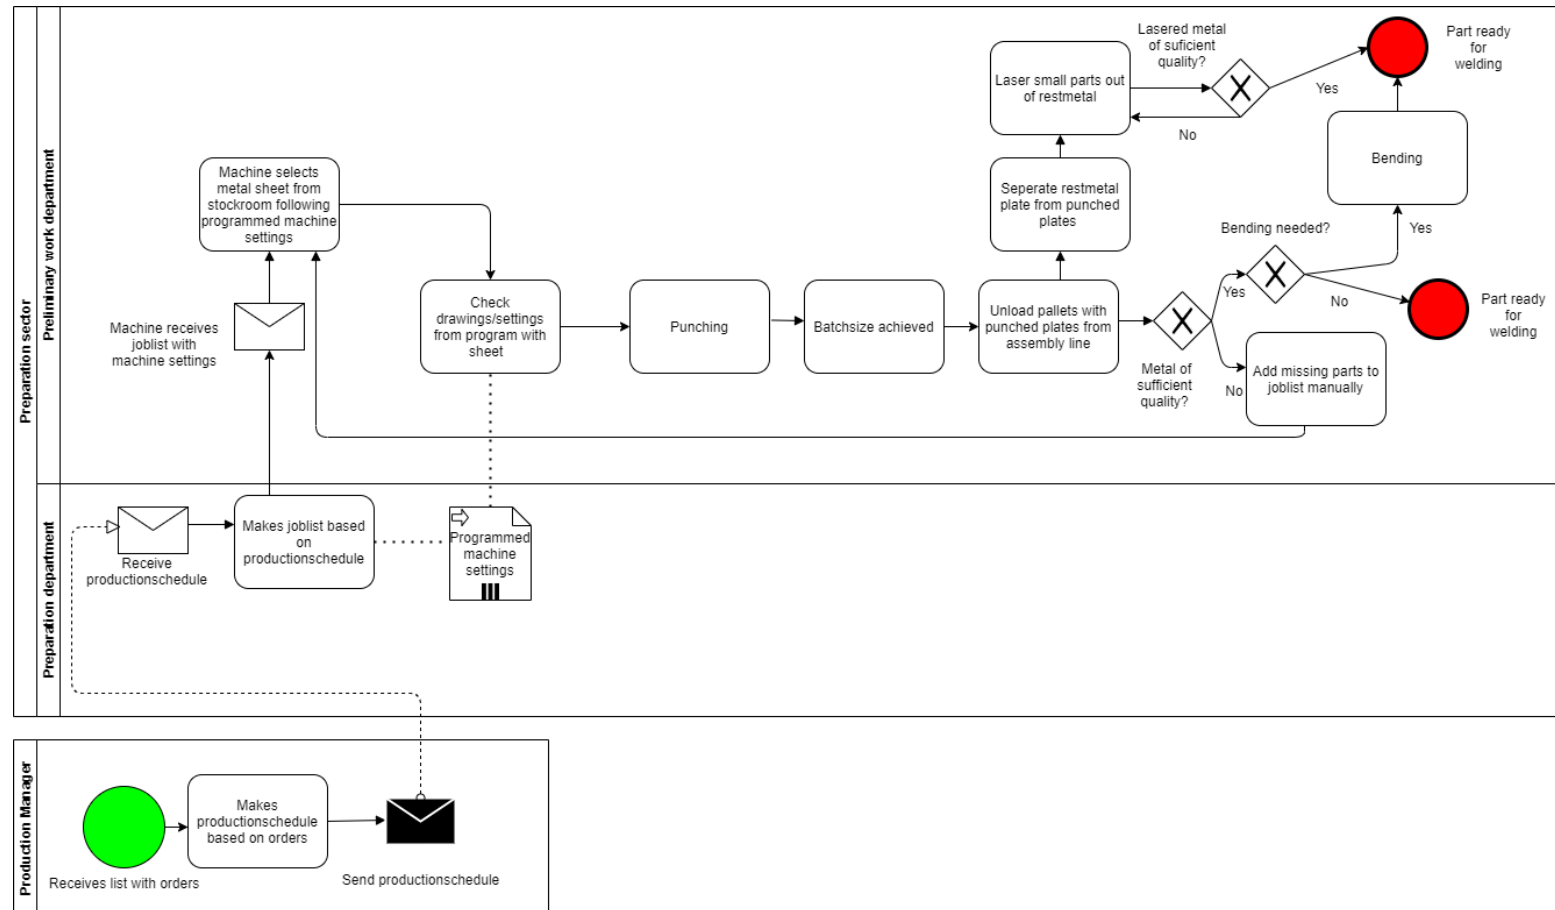 Preparation sector
Preliminary work department
Lasered metal
of suficient
quality?
Part ready
for
welding
Laser small parts out
of restmetal
Yes
No
Bending
Machine selects
metal sheet from
stockroom following
programmed machine
settings
Seperate restmetal
plate from punched
plates
Bending needed?
Yes
Machine receives
joblist with
machine settings
Check
drawings/settings
from program with
sheet
Punching
Batchsize achieved
Unload pallets with
punched plates from
assembly line
Yes
No
Part ready
for
welding
Metal of
sufficient
quality?
No
Add missing parts to
joblist manually
Preparation department
Receive
productionschedule
Makes joblist based
on
productionschedule
Programmed
machine
settings
Production Manager
Receives list with orders
Makes
productionschedule
based on orders
Send productionschedule